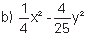 b) 1/4 x² - 4/25 y²